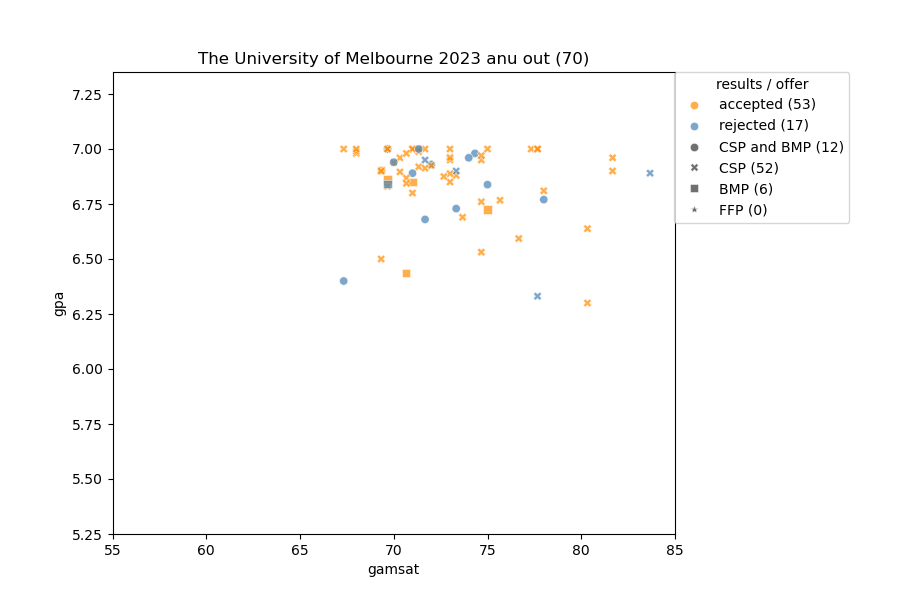 The University of Melbourne 2023 anu out (70)
results / offer
accepted (53)
rejected (17)
CSP and BMP (12)
CSP (52)
BMP (6)
FFP (0)
gpa
7.25
7.00
6.75
6.50
6.25
6.00
5.75
5.50
5.25
55 60 65 70 75 80 85
gamsat